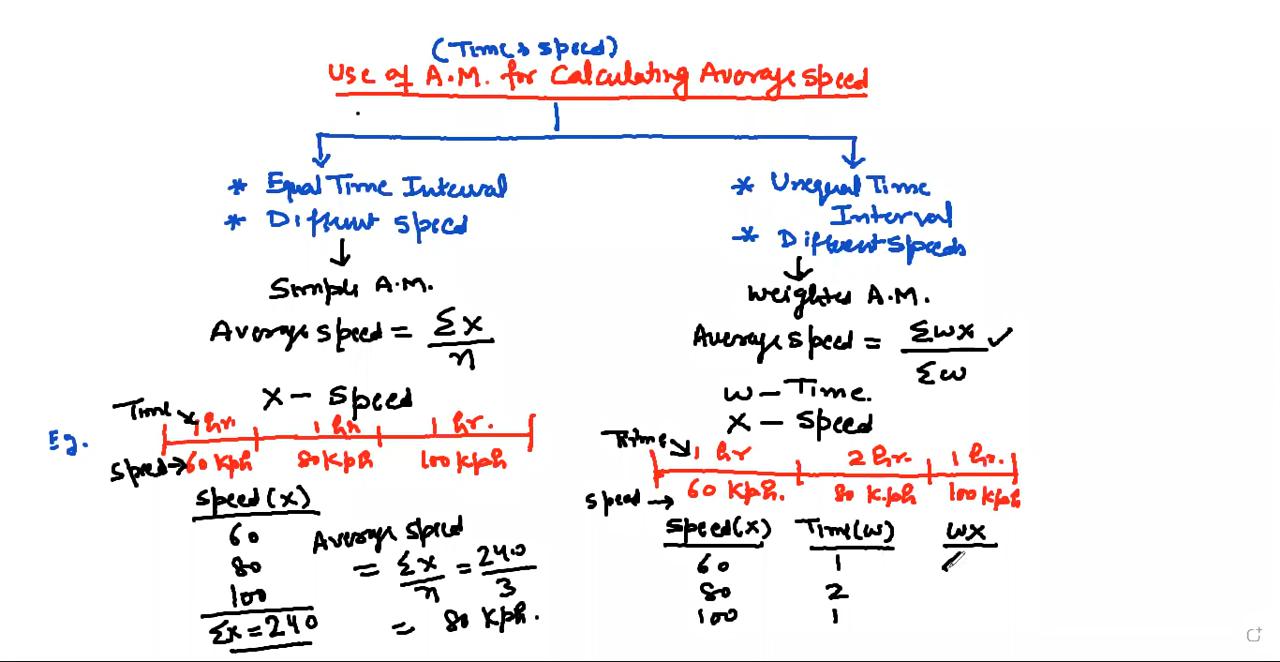 (Time & speed)
Use of A.M. for Calculating Average Speed
* Equal Time Interval
* Different speed
Simple A.M.
Average speed = Σx / n
x – Speed
Eg.
Time 1 hr. 1 hr 1 hr.
Speed → 60 Kph 80 Kph 100 Kph
Speed (x)
60
80
100
Σx = 240
Average speed
= Σx / n = 240 / 3
= 80 Kph.
* Unequal Time
Interval
* Different Speeds
Weighted A.M.
Average speed = Σwx / Σw ✓
w – Time.
x – Speed
Time 1 hr 2 hr. 1 hr.
Speed → 60 Kph. 80 K.ph 100 Kph
Speed (x) Time (w) wx
60 1
80 2
100 1